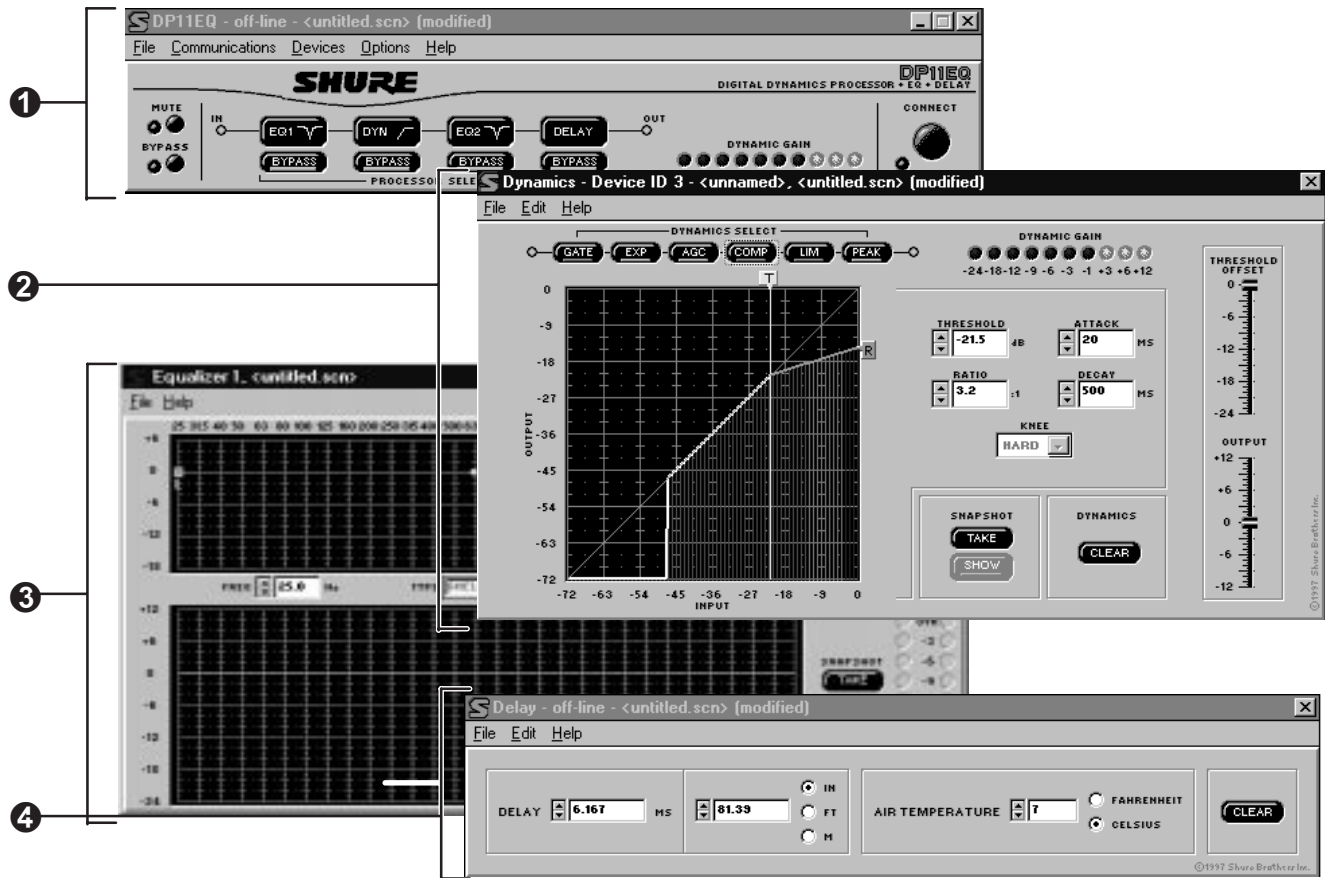 1
DP11EQ - off-line - <untitled.scn> (modified)
File Communications Devices Options Help
SHURE
DP11EQ
DIGITAL DYNAMICS PROCESSOR + EQ + DELAY
MUTE
BYPASS
IN
EQ1
DYN
EQ2
DELAY
OUT
BYPASS BYPASS BYPASS BYPASS
DYNAMIC GAIN
CONNECT
2
Dynamics - Device ID 3 - <unnamed>, <untitled.scn> (modified)
File Edit Help
DYNAMICS SELECT
GATE EXP AGC COMP LIM PEAK
DYNAMIC GAIN
-24 -18 -12 -9 -6 -3 -1 +3 +6 +12
T
R
0
-9
-18
-27
-36
-45
-54
-63
-72
OUTPUT
-72 -63 -54 -45 -36 -27 -18 -9 0
INPUT
THRESHOLD
-21.5 dB
ATTACK
20 MS
RATIO
3.2 :1
DECAY
500 MS
KNEE
HARD
SNAPSHOT
TAKE
SHOW
DYNAMICS
CLEAR
THRESHOLD OFFSET
0
-6
-12
-18
-24
OUTPUT
+12
+6
0
-6
-12
©1997 Shure Brothers Inc.
3
Equalizer 1, <untitled.scn>
File Help
FREQ 25.0 Hz
SNAPSHOT
TAKE
4
Delay - off-line - <untitled.scn> (modified)
File Edit Help
DELAY 6.167 MS
81.39
IN
FT
M
AIR TEMPERATURE 7
FAHRENHEIT
CELSIUS
CLEAR
©1997 Shure Brothers Inc.